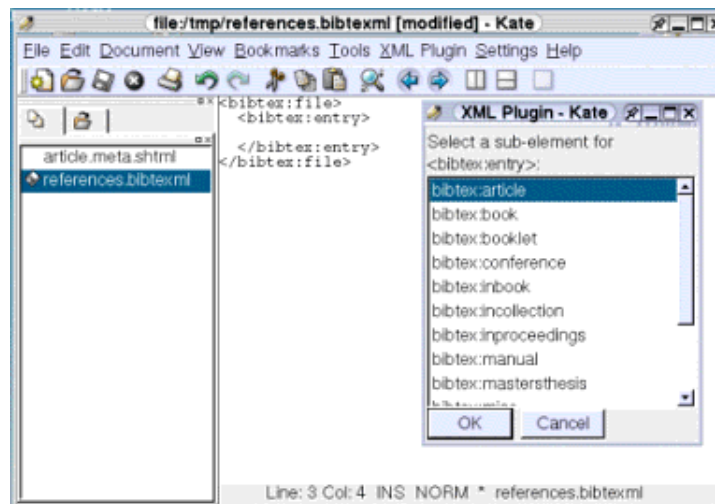 file:/tmp/references.bibtexml [modified] - Kate
File Edit Document View Bookmarks Tools XML Plugin Settings Help
article.meta.shtml
references.bibtexml
<bibtex:file>
<bibtex:entry>
</bibtex:entry>
</bibtex:file>
XML Plugin - Kate
Select a sub-element for
<bibtex:entry>:
bibtex:article
bibtex:book
bibtex:booklet
bibtex:conference
bibtex:inbook
bibtex:incollection
bibtex:inproceedings
bibtex:manual
bibtex:mastersthesis
OK Cancel
Line: 3 Col: 4 INS NORM * references.bibtexml